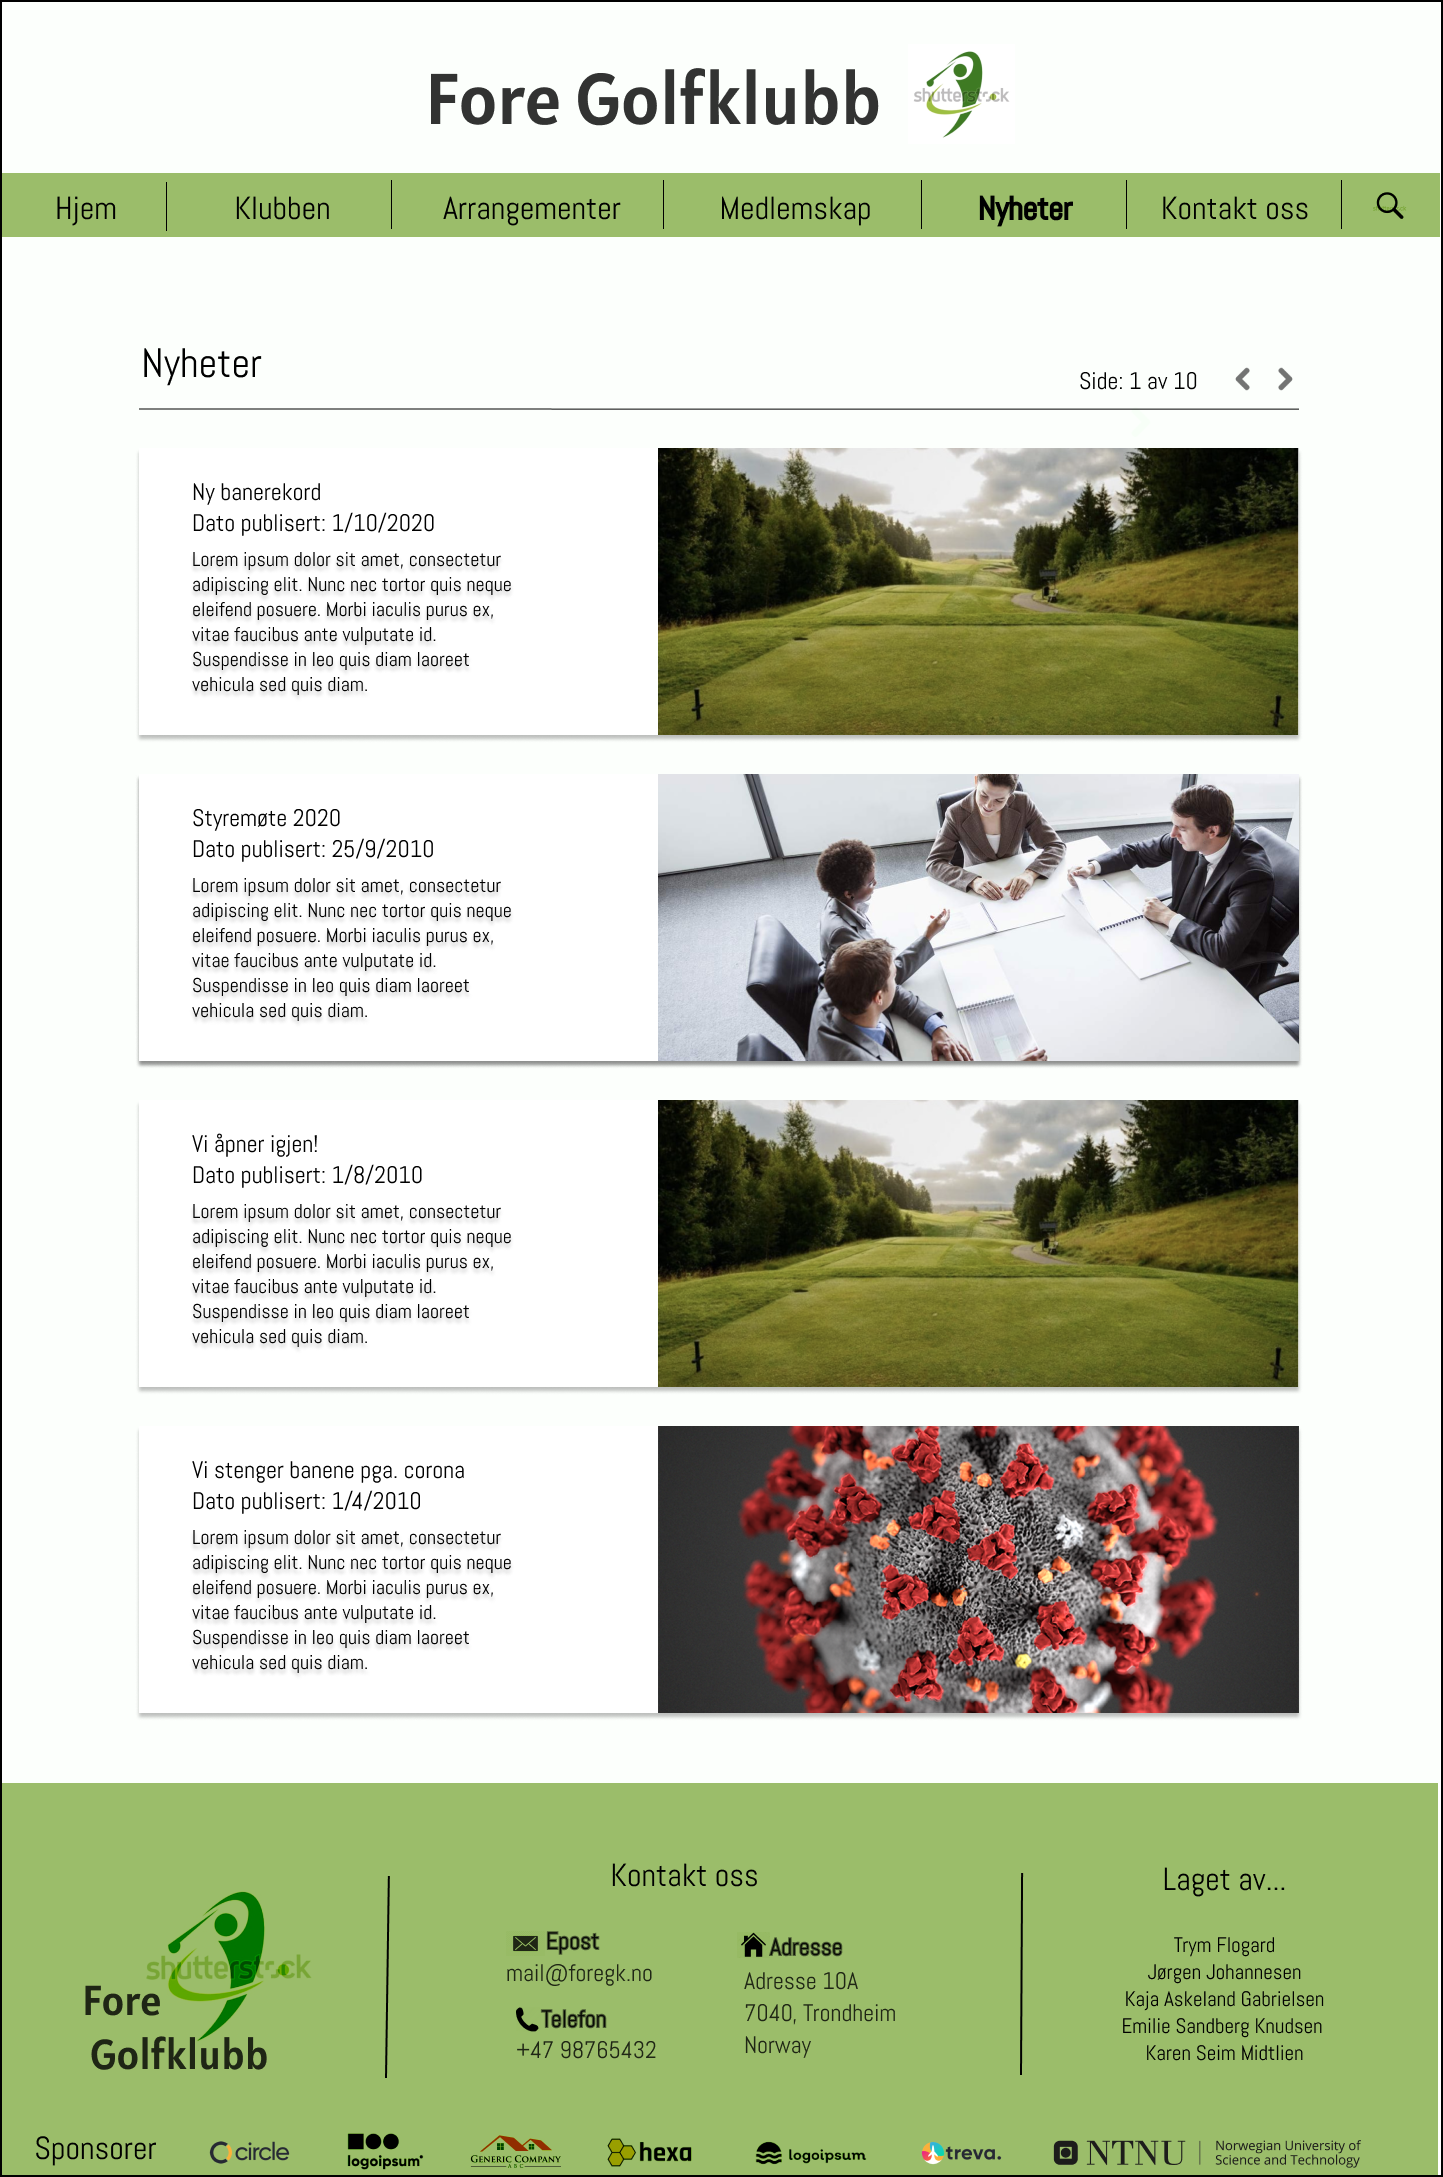 Fore Golfklubb
shutterstock
Hjem
Klubben
Arrangementer
Medlemskap
Nyheter
Kontakt oss
Nyheter
Side: 1 av 10
Ny banerekord
Dato publisert: 1/10/2020
Lorem ipsum dolor sit amet, consectetur
adipiscing elit. Nunc nec tortor quis neque
eleifend posuere. Morbi iaculis purus ex,
vitae faucibus ante vulputate id.
Suspendisse in leo quis diam laoreet
vehicula sed quis diam.
Styremøte 2020
Dato publisert: 25/9/2010
Lorem ipsum dolor sit amet, consectetur
adipiscing elit. Nunc nec tortor quis neque
eleifend posuere. Morbi iaculis purus ex,
vitae faucibus ante vulputate id.
Suspendisse in leo quis diam laoreet
vehicula sed quis diam.
Vi åpner igjen!
Dato publisert: 1/8/2010
Lorem ipsum dolor sit amet, consectetur
adipiscing elit. Nunc nec tortor quis neque
eleifend posuere. Morbi iaculis purus ex,
vitae faucibus ante vulputate id.
Suspendisse in leo quis diam laoreet
vehicula sed quis diam.
Vi stenger banene pga. corona
Dato publisert: 1/4/2010
Lorem ipsum dolor sit amet, consectetur
adipiscing elit. Nunc nec tortor quis neque
eleifend posuere. Morbi iaculis purus ex,
vitae faucibus ante vulputate id.
Suspendisse in leo quis diam laoreet
vehicula sed quis diam.
shutterstock
Fore
Golfklubb
Kontakt oss
Epost
mail@foregk.no
Telefon
+47 98765432
Adresse
Adresse 10A
7040, Trondheim
Norway
Laget av...
Trym Flogard
Jørgen Johannesen
Kaja Askeland Gabrielsen
Emilie Sandberg Knudsen
Karen Seim Midtlien
Sponsorer
circle
logoipsum
GENERIC COMPANY
ABC
hexa
logoipsum
treva.
NTNU
Norwegian University of
Science and Technology